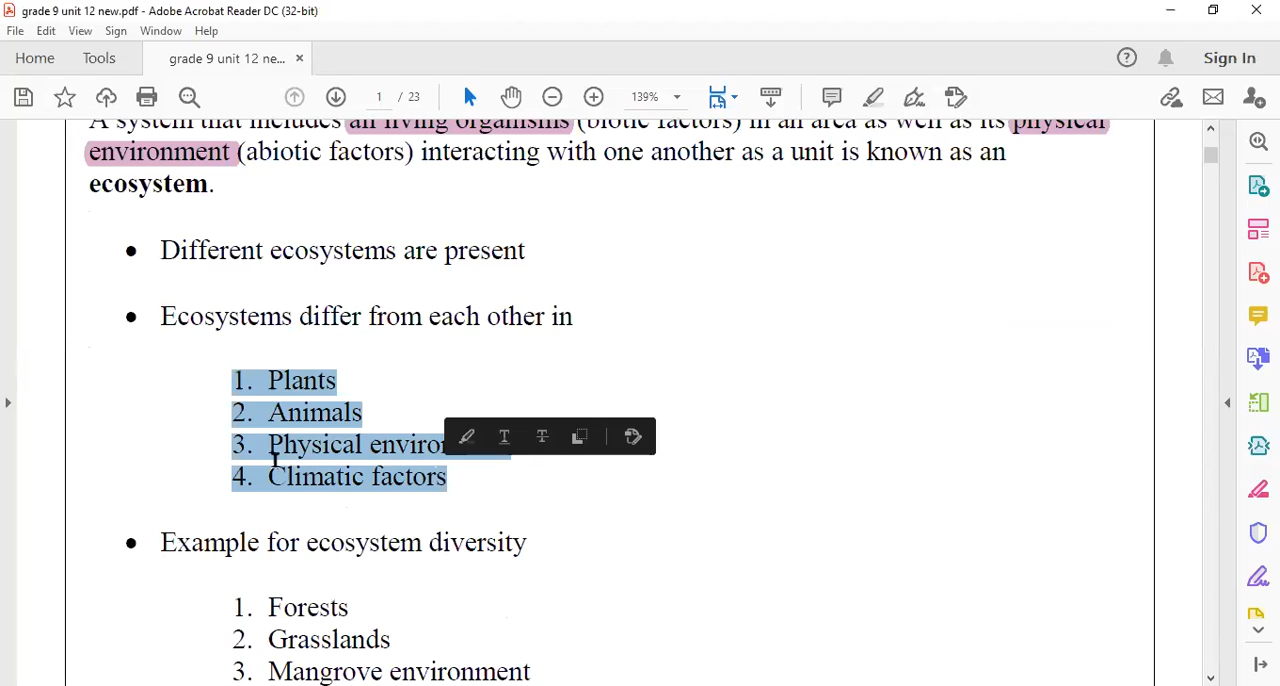 grade 9 unit 12 new.pdf - Adobe Acrobat Reader DC (32-bit)
File Edit View Sign Window Help
Home Tools grade 9 unit 12 ne... × Sign In
1 / 23 139%
A system that includes all living organisms (biotic factors) in an area as well as its physical
environment (abiotic factors) interacting with one another as a unit is known as an
ecosystem.
• Different ecosystems are present
• Ecosystems differ from each other in
1. Plants
2. Animals
3. Physical
4. Climatic factors
• Example for ecosystem diversity
1. Forests
2. Grasslands
3. Mangrove environment